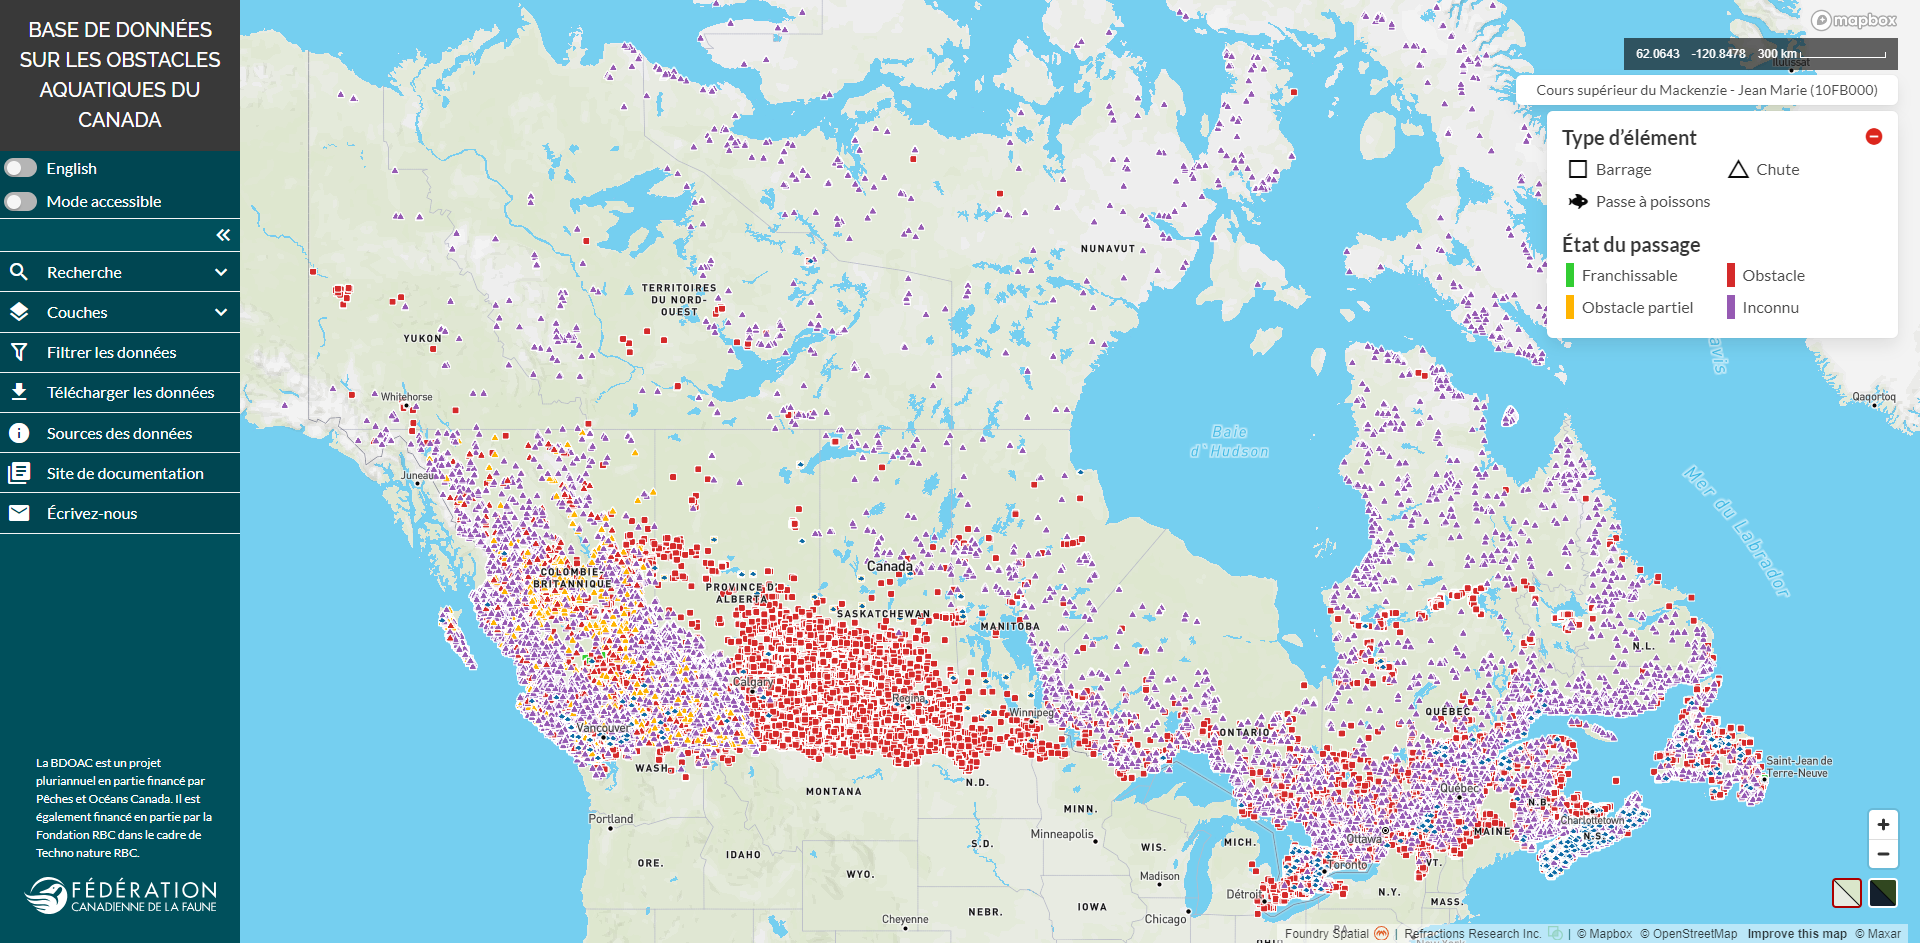 BASE DE DONNÉES
SUR LES OBSTACLES
AQUATIQUES DU
CANADA
English
Mode accessible
Recherche
Couches
Filtrer les données
Télécharger les données
Sources des données
Site de documentation
Écrivez-nous
La BDOAC est un projet
pluriannuel en partie financé par
Pêches et Océans Canada. Il est
également financé en partie par la
Fondation RBC dans le cadre de
Techno nature RBC.
FÉDÉRATION
CANADIENNE DE LA FAUNE
mapbox
62.0643 -120.8478 300 km
Ilulissat
Cours supérieur du Mackenzie - Jean Marie (10FB000)
Type d'élément
Barrage
Chute
Passe à poissons
État du passage
Franchissable
Obstacle
Obstacle partiel
Inconnu
NUNAVUT
TERRITOIRES
DU NORD-
OUEST
YUKON
Whitehorse
Juneau
Qaqortoq
Baie
d'Hudson
Mer du Labrador
Canada
COLOMBIE-
BRITANNIQUE
PROVINCE D'
ALBERTA
SASKATCHEWAN
MANITOBA
N.L.
Calgary
Regina
Winnipeg
QUÉBEC
ONTARIO
Vancouver
WASH.
Saint-Jean de
Terre-Neuve
MONTANA
N.D.
Québec
N.B.
Charlottetown
N.S.
Portland
MINN.
Minneapolis
Ottawa
MAINE
S.D.
WIS.
MICH.
VT.
Toronto
ORE.
IDAHO
WYO.
Madison
Détroit
N.Y.
MASS.
NEBR.
IOWA
Chicago
Cheyenne
Foundry Spatial | Refractions Research Inc. | © Mapbox © OpenStreetMap Improve this map © Maxar